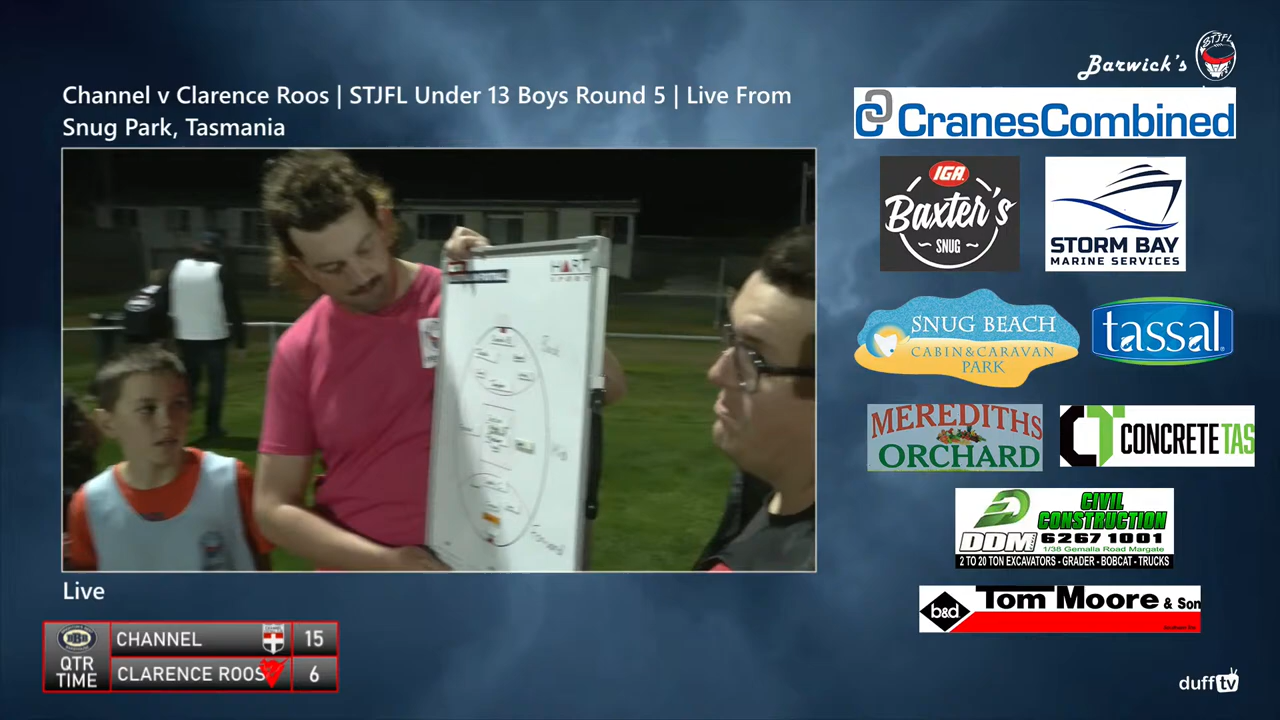 Barwick's
STJFL
Channel v Clarence Roos | STJFL Under 13 Boys Round 5 | Live From
Snug Park, Tasmania
CranesCombined
IGA
Baxter's
~ SNUG ~
STORM BAY
MARINE SERVICES
HART
SPORT
SNUG BEACH
CABIN & CARAVAN
PARK
tassal
MEREDITHS
ORCHARD
CT CONCRETE TAS
CIVIL
CONSTRUCTION
DDM 6267 1001
1/38 Gemalla Road Margate
2 TO 20 TON EXCAVATORS - GRADER - BOBCAT - TRUCKS
Forward
Live
b&d Tom Moore & Son
CHANNEL 15
QTR
TIME
CLARENCE ROOS 6
duff tv